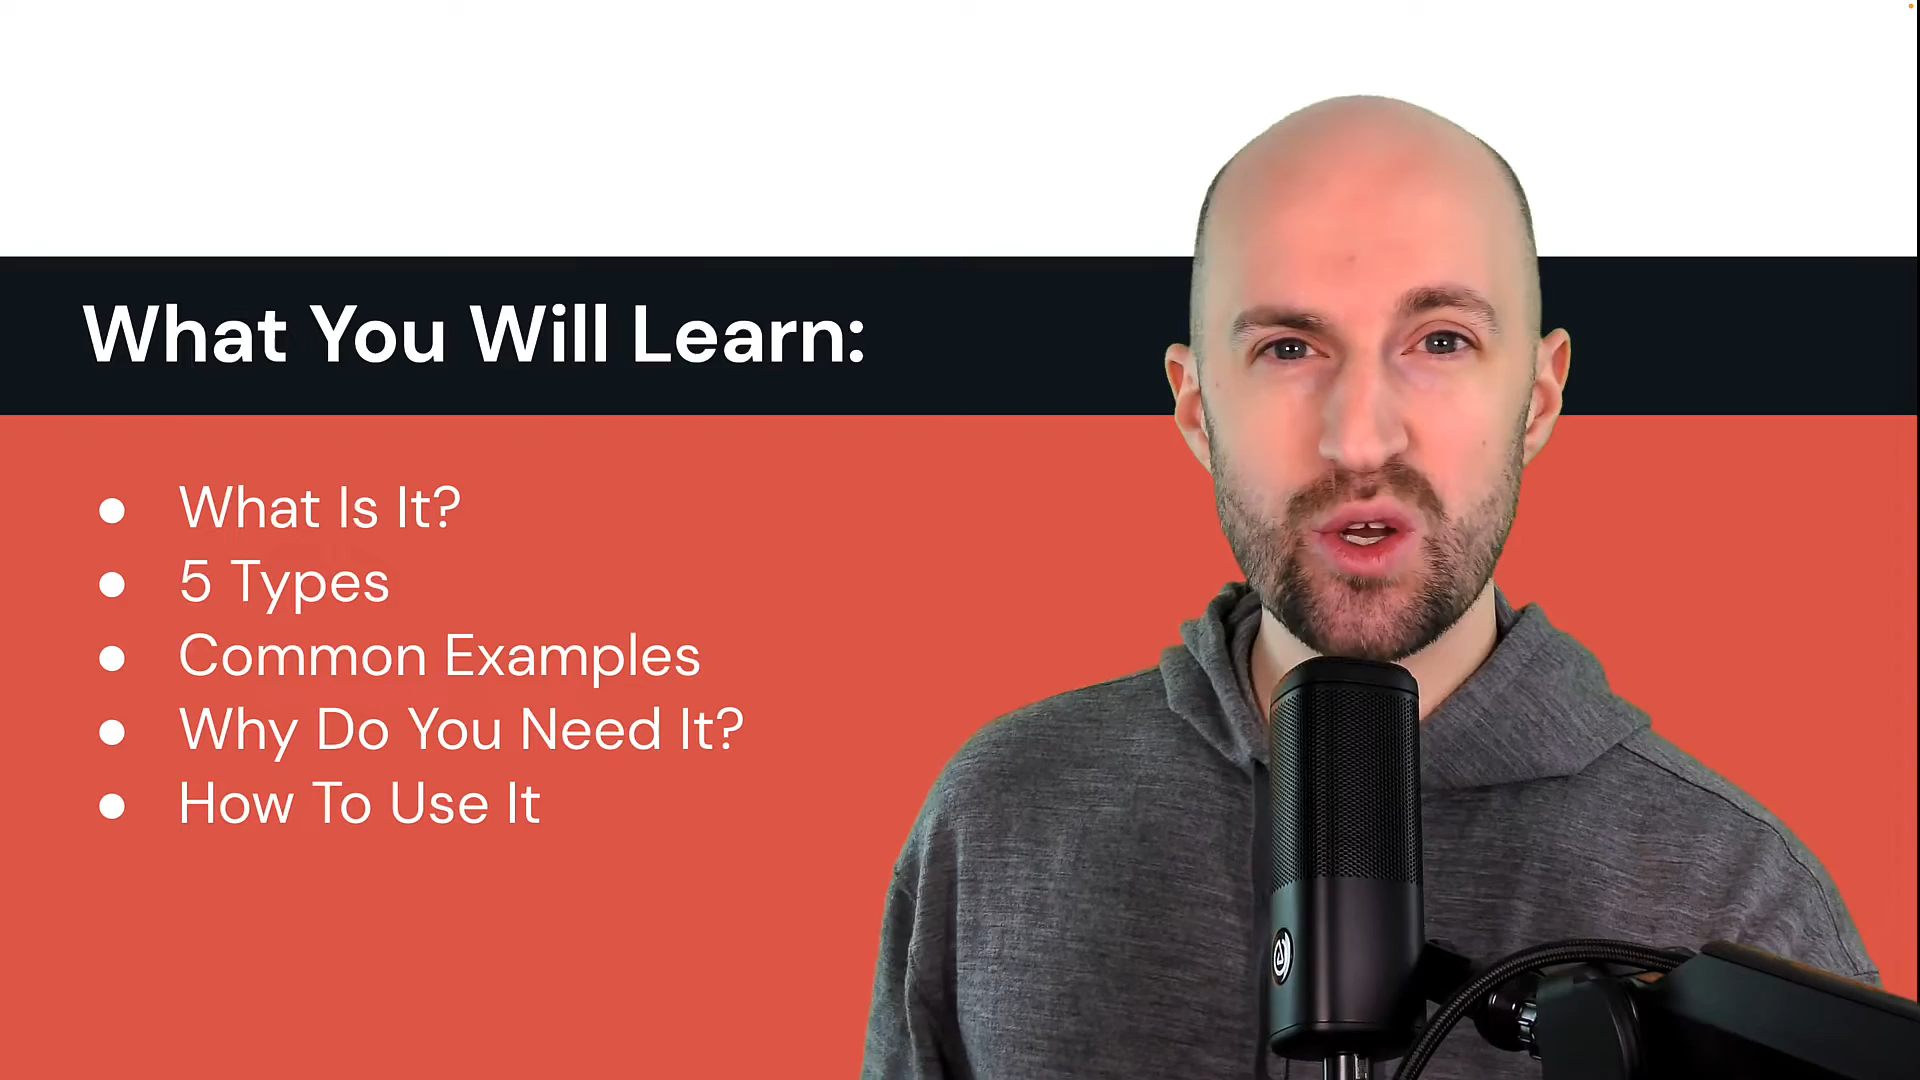 What You Will Learn:
● What Is It?
● 5 Types
● Common Examples
● Why Do You Need It?
● How To Use It